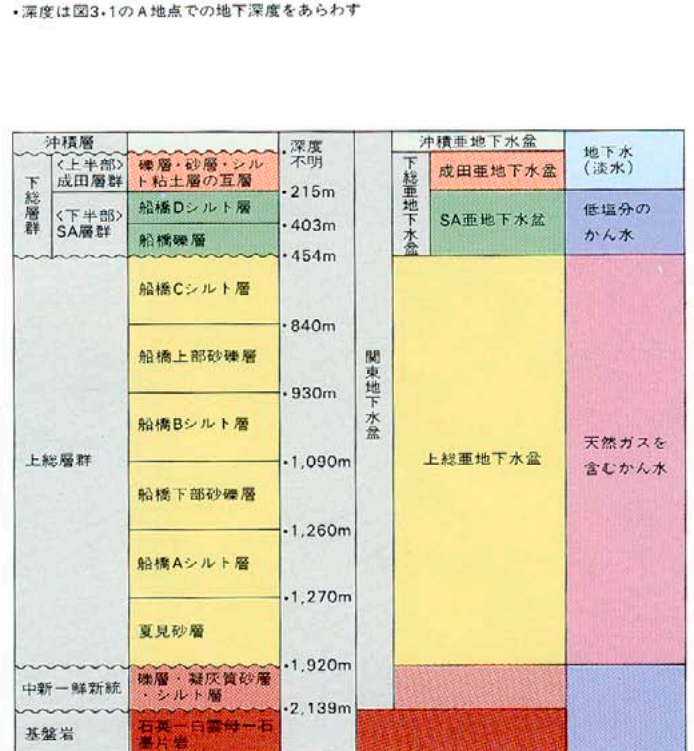 ・深度は図3・1のA地点での地下深度をあらわす
沖積層
深度
不明
沖積亜地下水盆
地下水
(淡水)
下総層群
〈上半部〉
成田層群
礫層・砂層・シル
ト粘土層の互層
下総亜地下水盆
成田亜地下水盆
・215m
〈下半部〉
SA層群
船橋Dシルト層
・403m
船橋礫層
・454m
SA亜地下水盆
低塩分の
かん水
上総層群
船橋Cシルト層
・840m
船橋上部砂礫層
・930m
船橋Bシルト層
・1,090m
船橋下部砂礫層
・1,260m
船橋Aシルト層
・1,270m
夏見砂層
・1,920m
関東地下水盆
上総亜地下水盆
天然ガスを
含むかん水
中新一鮮新統
礫層・凝灰質砂層
・シルト層
・2,139m
基盤岩
石英一白雲母一石
墨片岩